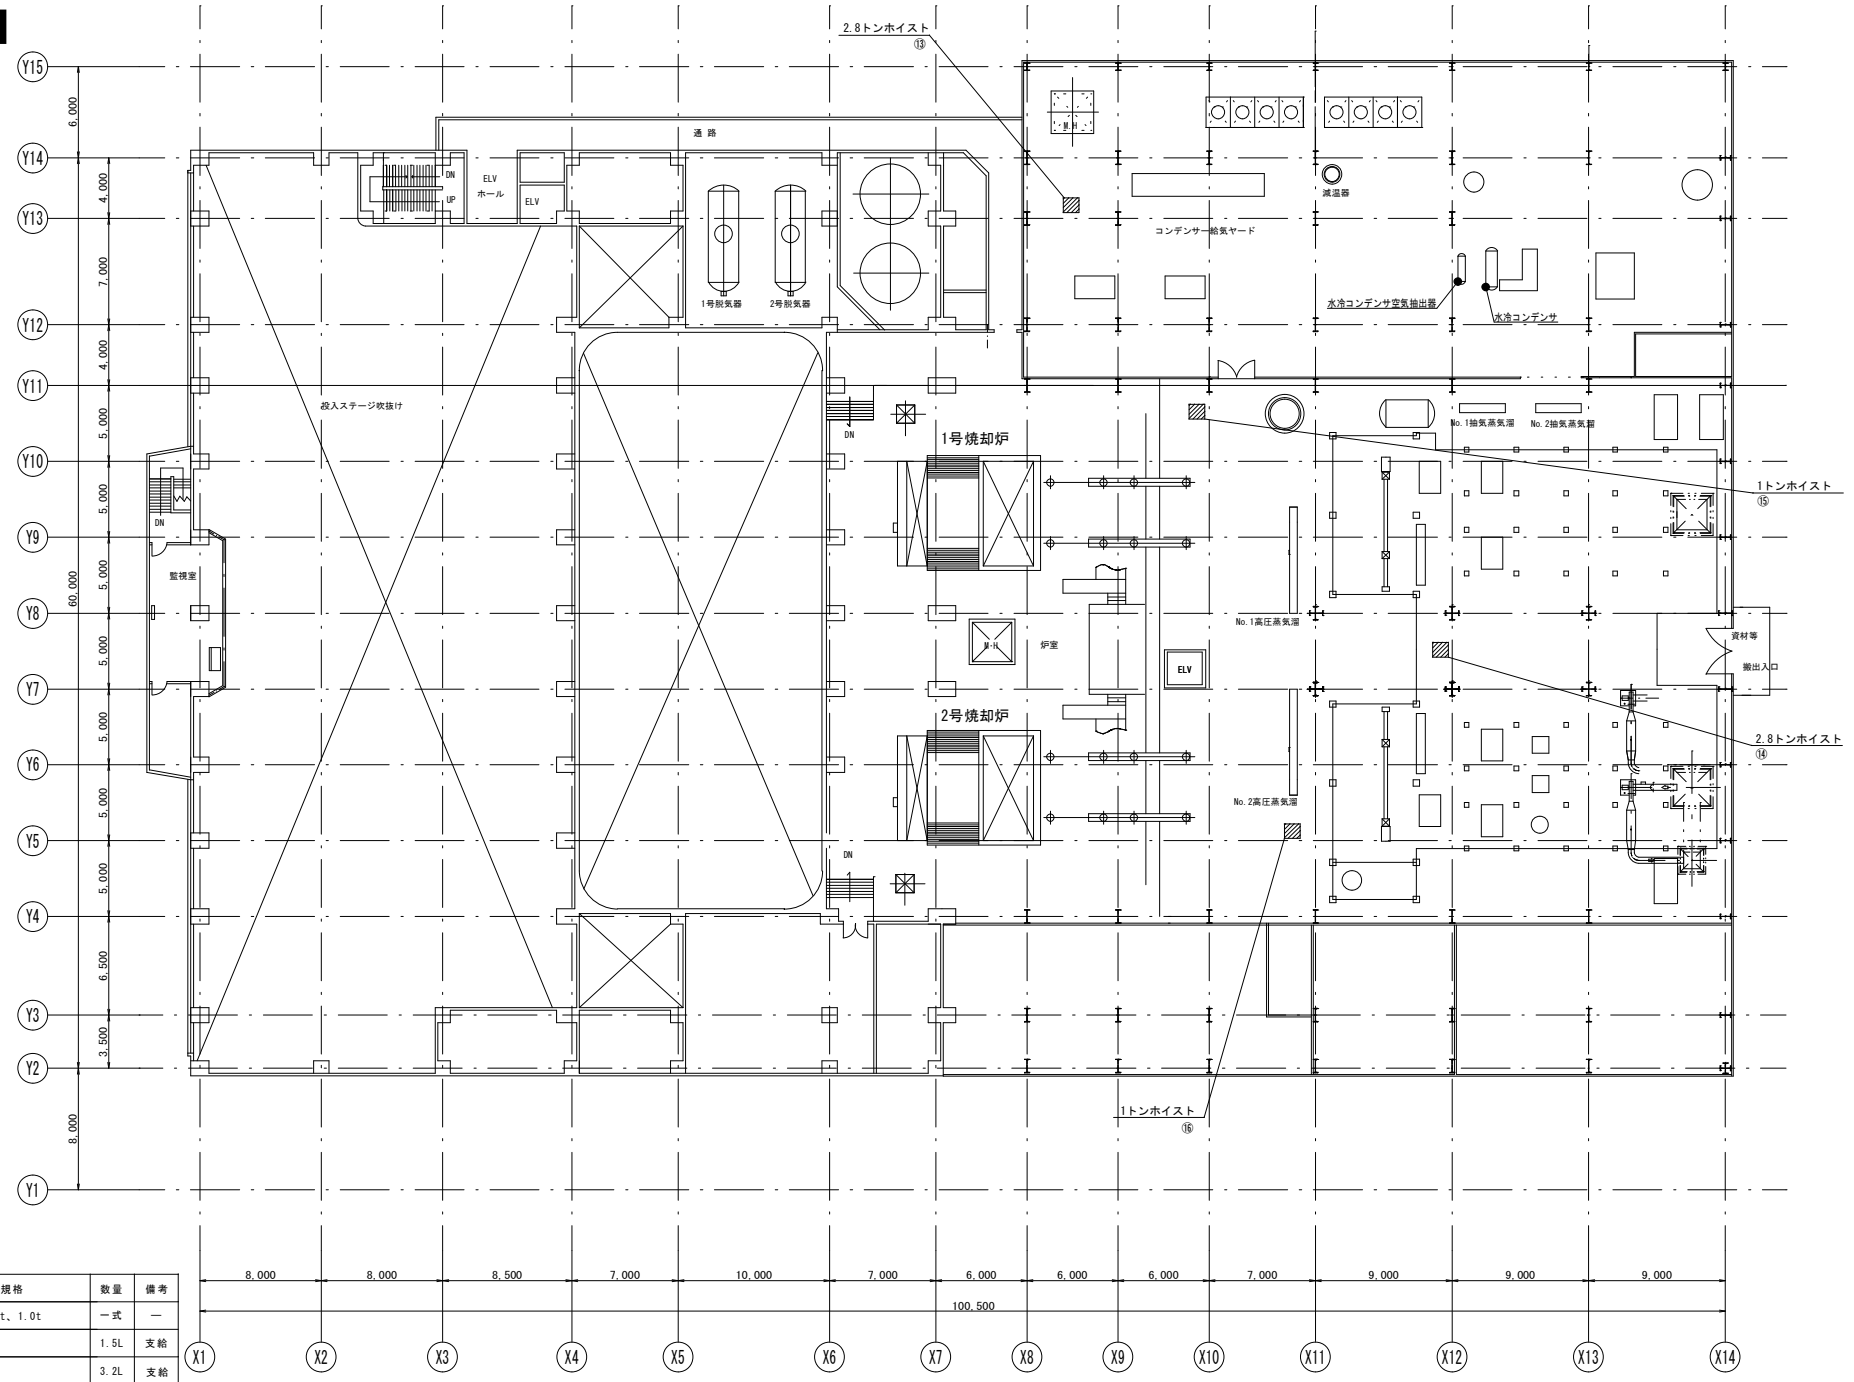 2.8トンホイスト
⑬
Y15
6,000
通 路
M.H
Y14
DN
ELV
ホール
UP
ELV
4,000
減温器
Y13
コンデンサー給気ヤード
7,000
1号脱気器
2号脱気器
水冷コンデンサ空気抽出器
水冷コンデンサ
Y12
4,000
Y11
投入ステージ吹抜け
DN
No.1抽気蒸気溜
No.2抽気蒸気溜
1号焼却炉
5,000
Y10
1トンホイスト
⑮
5,000
DN
Y9
監視室
5,000
60,000
Y8
No.1高圧蒸気溜
資材等
搬出入口
M.H
炉室
ELV
5,000
Y7
2号焼却炉
5,000
2.8トンホイスト
⑭
Y6
No.2高圧蒸気溜
5,000
Y5
DN
5,000
Y4
6,500
Y3
3,500
Y2
1トンホイスト
⑯
8,000
Y1
8,000
8,000
8,500
7,000
10,000
7,000
6,000
6,000
6,000
7,000
9,000
9,000
9,000
100,500
規格
数量
備考
t、1.0t
一式
―
1.5L
支給
3.2L
支給
X1
X2
X3
X4
X5
X6
X7
X8
X9
X10
X11
X12
X13
X14